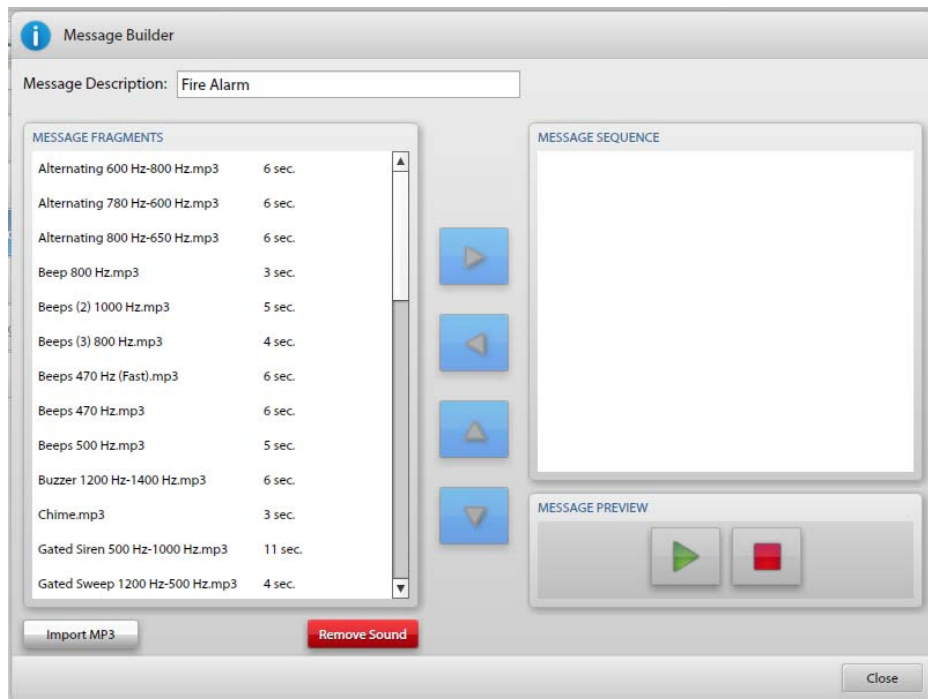 Message Builder
Message Description: Fire Alarm
MESSAGE FRAGMENTS
Alternating 600 Hz-800 Hz.mp3 6 sec.
Alternating 780 Hz-600 Hz.mp3 6 sec.
Alternating 800 Hz-650 Hz.mp3 6 sec.
Beep 800 Hz.mp3 3 sec.
Beeps (2) 1000 Hz.mp3 5 sec.
Beeps (3) 800 Hz.mp3 4 sec.
Beeps 470 Hz (Fast).mp3 6 sec.
Beeps 470 Hz.mp3 6 sec.
Beeps 500 Hz.mp3 5 sec.
Buzzer 1200 Hz-1400 Hz.mp3 6 sec.
Chime.mp3 3 sec.
Gated Siren 500 Hz-1000 Hz.mp3 11 sec.
Gated Sweep 1200 Hz-500 Hz.mp3 4 sec.
Import MP3
Remove Sound
MESSAGE SEQUENCE
MESSAGE PREVIEW
Close